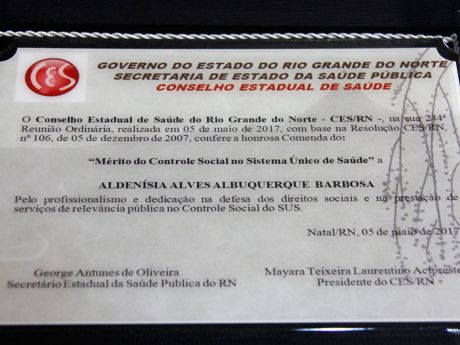 CES
GOVERNO DO ESTADO DO RIO GRANDE DO NORTE
SECRETARIA DE ESTADO DA SAÚDE PÚBLICA
CONSELHO ESTADUAL DE SAÚDE
O Conselho Estadual de Saúde do Rio Grande do Norte - CES/RN -, na sua 244ª
Reunião Ordinária, realizada em 05 de maio de 2017, com base na Resolução CES/RN,
nº 106, de 05 de dezembro de 2007, confere a honrosa Comenda do:
“Mérito do Controle Social no Sistema Único de Saúde” a
ALDENÍSIA ALVES ALBUQUERQUE BARBOSA
Pelo profissionalismo e dedicação na defesa dos direitos sociais e na prestação de
serviços de relevância pública no Controle Social do SUS.
Natal/RN, 05 de maio de 2017
George Antunes de Oliveira
Secretário Estadual da Saúde Pública do RN
Mayara Teixeira Laurentino
Presidente do CES/RN